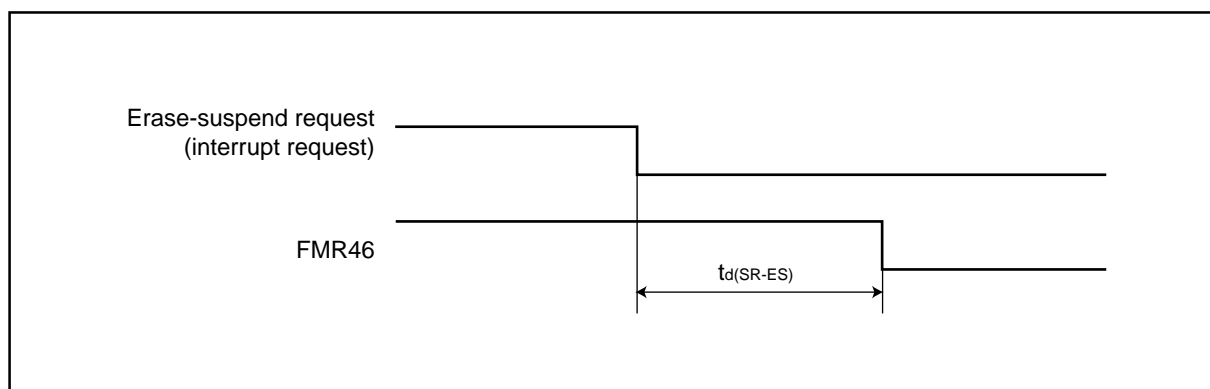 Erase-suspend request
(interrupt request)
FMR46
td(SR-ES)